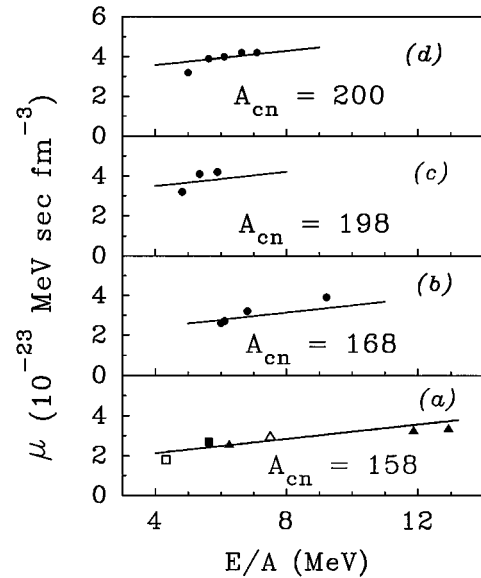 6
4
2
0
(d)
A_cn = 200
4
2
0
(c)
A_cn = 198
4
2
0
(b)
A_cn = 168
4
2
0
(a)
A_cn = 158
4 8 12
E/A (MeV)
μ (10^−23 MeV sec fm^−3)